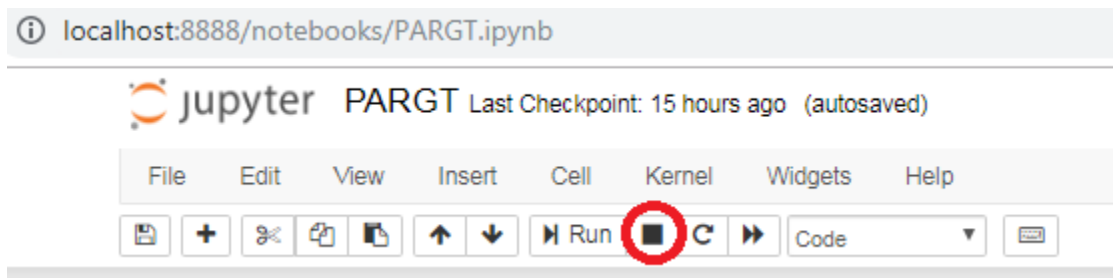 localhost:8888/notebooks/PARGT.ipynb
jupyter PARGT Last Checkpoint: 15 hours ago (autosaved)
File Edit View Insert Cell Kernel Widgets Help
Run Code